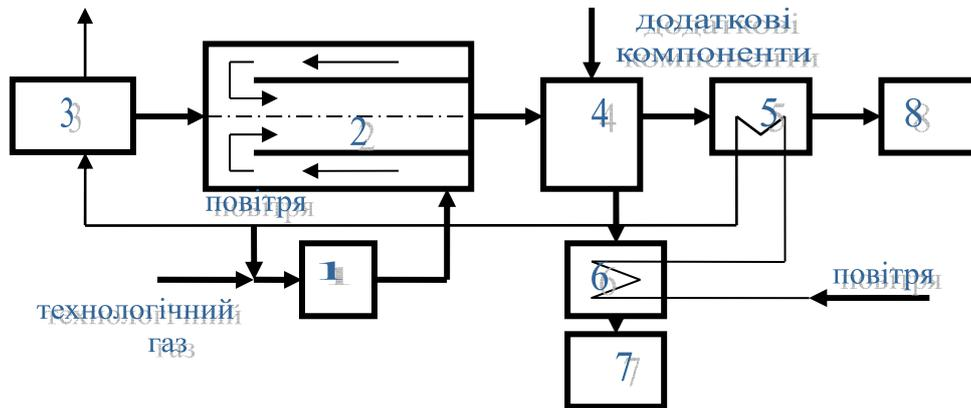 додаткові
компоненти
3
2
4
5
8
повітря
1
6
повітря
технологічний
газ
7